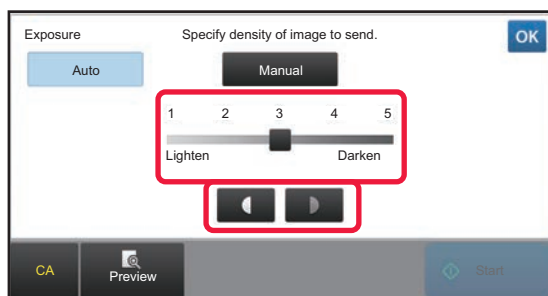 Exposure
Specify density of image to send.
OK
Auto
Manual
1 2 3 4 5
Lighten
Darken
CA
Preview
Start